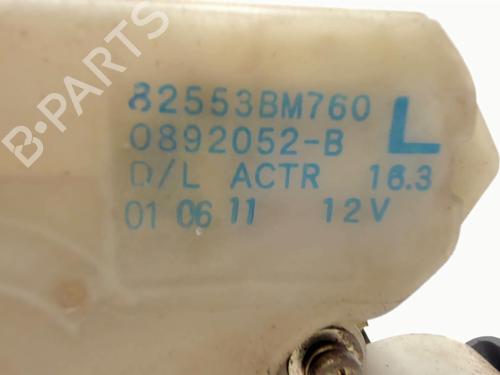 B-PARTS
82553BM760
0892052-B L
D/L ACTR 16.3
01 06 11 12V